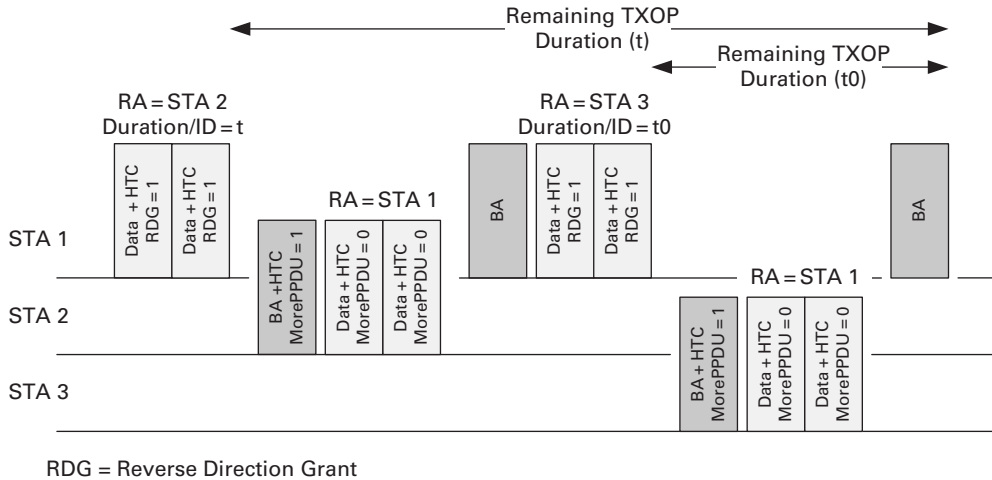 Remaining TXOP
Duration (t)
Remaining TXOP
Duration (t0)
RA = STA 2
Duration/ID = t
RA = STA 3
Duration/ID = t0
STA 1
Data + HTC
RDG = 1
Data + HTC
RDG = 1
RA = STA 1
BA
Data + HTC
RDG = 1
Data + HTC
RDG = 1
BA
STA 2
BA +HTC
MorePPDU = 1
Data + HTC
MorePPDU = 0
Data + HTC
MorePPDU = 0
RA = STA 1
STA 3
BA + HTC
MorePPDU = 1
Data + HTC
MorePPDU = 0
Data + HTC
MorePPDU = 0
RDG = Reverse Direction Grant